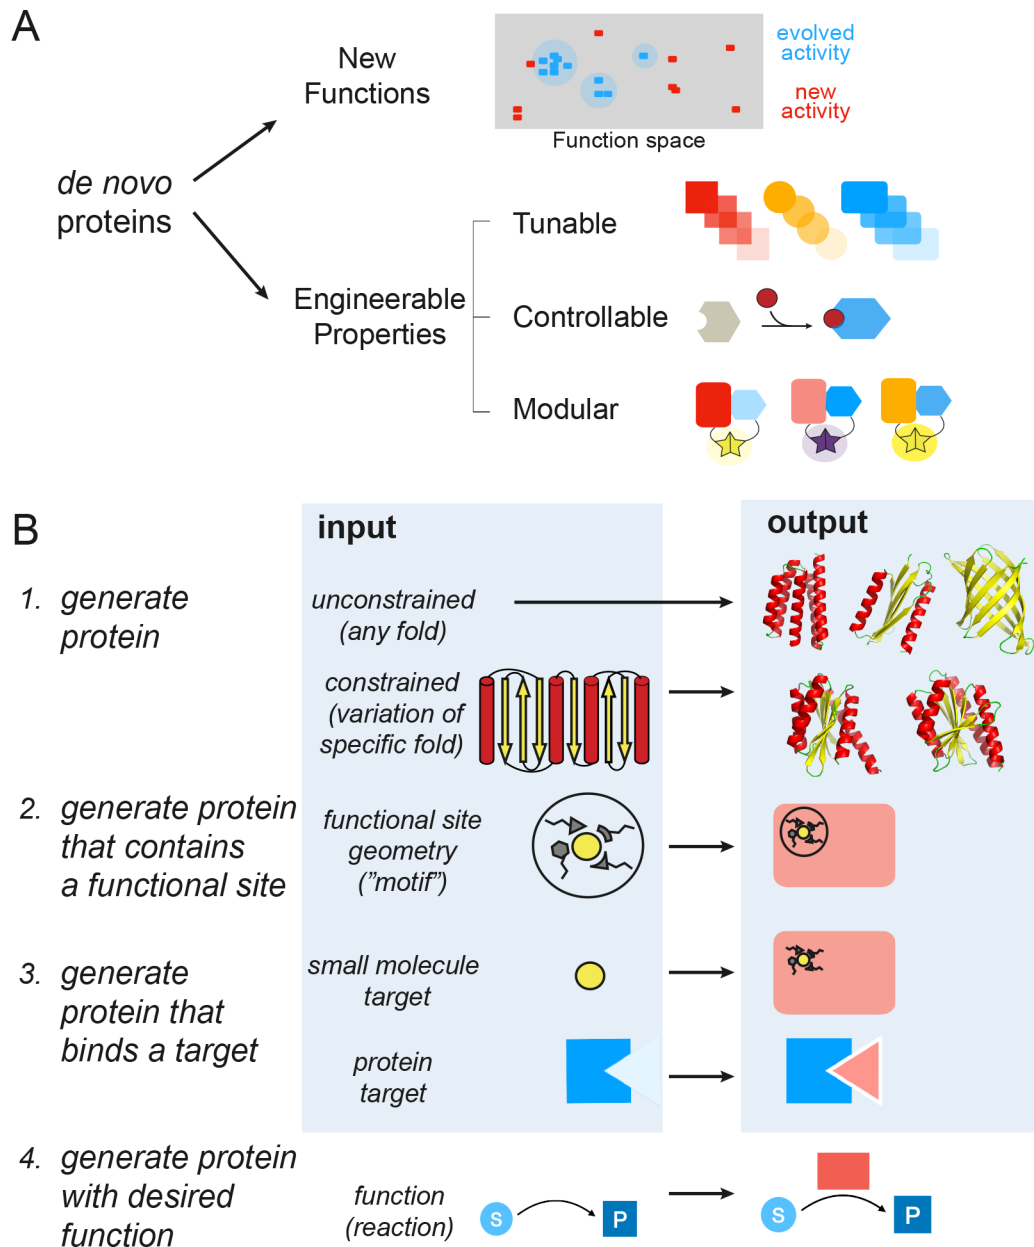 A
New
Functions
evolved
activity
new
activity
Function space
de novo
proteins
Tunable
Engineerable
Properties
Controllable
Modular
B
input
output
1. generate
protein
unconstrained
(any fold)
constrained
(variation of
specific fold)
2. generate protein
that contains
a functional site
functional site
geometry
("motif")
3. generate
protein that
binds a target
small molecule
target
protein
target
4. generate protein
with desired
function
function
(reaction)
S
P
S
P